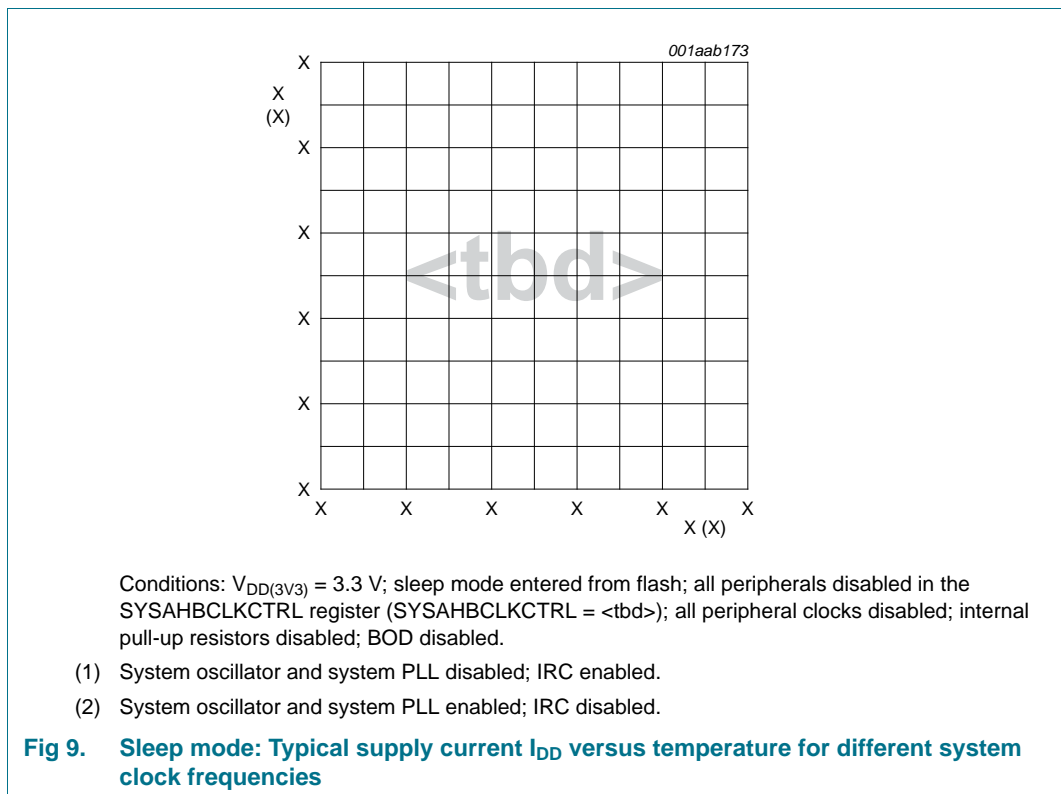 001aab173
X
X
(X)
X
X
<tbd>
X
X
X
X X X X X X
X (X)
Conditions: VDD(3V3) = 3.3 V; sleep mode entered from flash; all peripherals disabled in the
SYSAHBCLKCTRL register (SYSAHBCLKCTRL = <tbd>); all peripheral clocks disabled; internal
pull-up resistors disabled; BOD disabled.
(1) System oscillator and system PLL disabled; IRC enabled.
(2) System oscillator and system PLL enabled; IRC disabled.
Fig 9. Sleep mode: Typical supply current IDD versus temperature for different system
clock frequencies